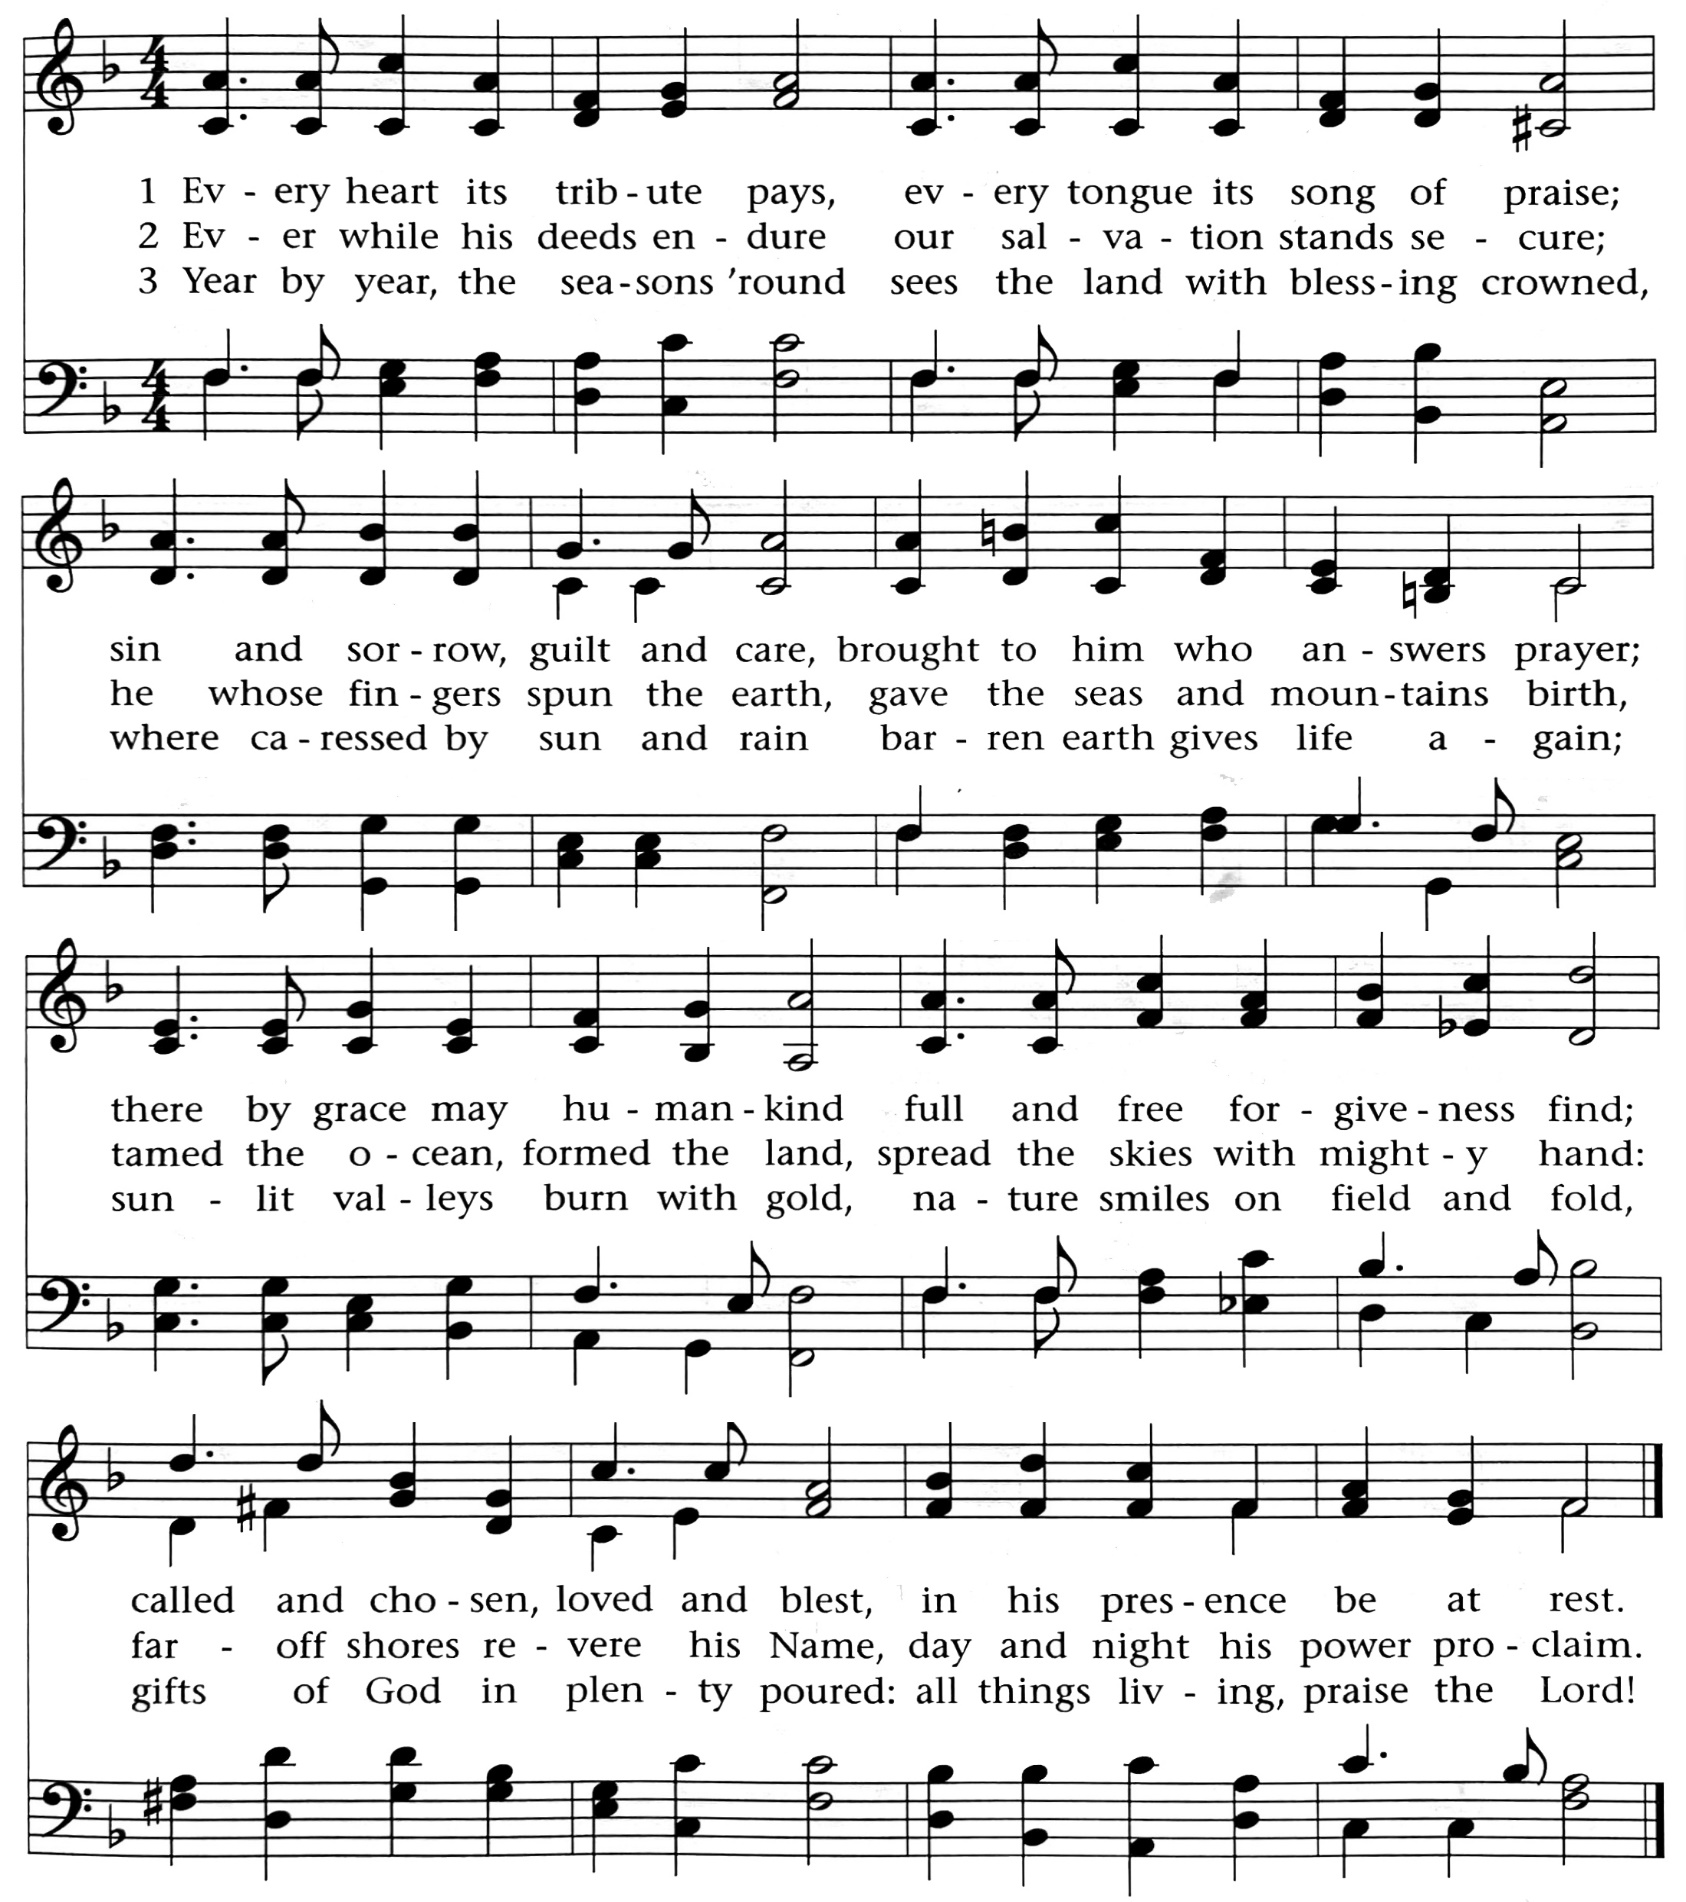 1 Ev - ery heart its trib - ute pays, ev - ery tongue its song of praise;
2 Ev - er while his deeds en - dure our sal - va - tion stands se - cure;
3 Year by year, the sea - sons ’round sees the land with bless - ing crowned,
sin and sor - row, guilt and care, brought to him who an - swers prayer;
he whose fin - gers spun the earth, gave the seas and moun - tains birth,
where ca - ressed by sun and rain bar - ren earth gives life a - gain;
there by grace may hu - man - kind full and free for - give - ness find;
tamed the o - cean, formed the land, spread the skies with might - y hand:
sun - lit val - leys burn with gold, na - ture smiles on field and fold,
called and cho - sen, loved and blest, in his pres - ence be at rest.
far - off shores re - vere his Name, day and night his power pro - claim.
gifts of God in plen - ty poured: all things liv - ing, praise the Lord!